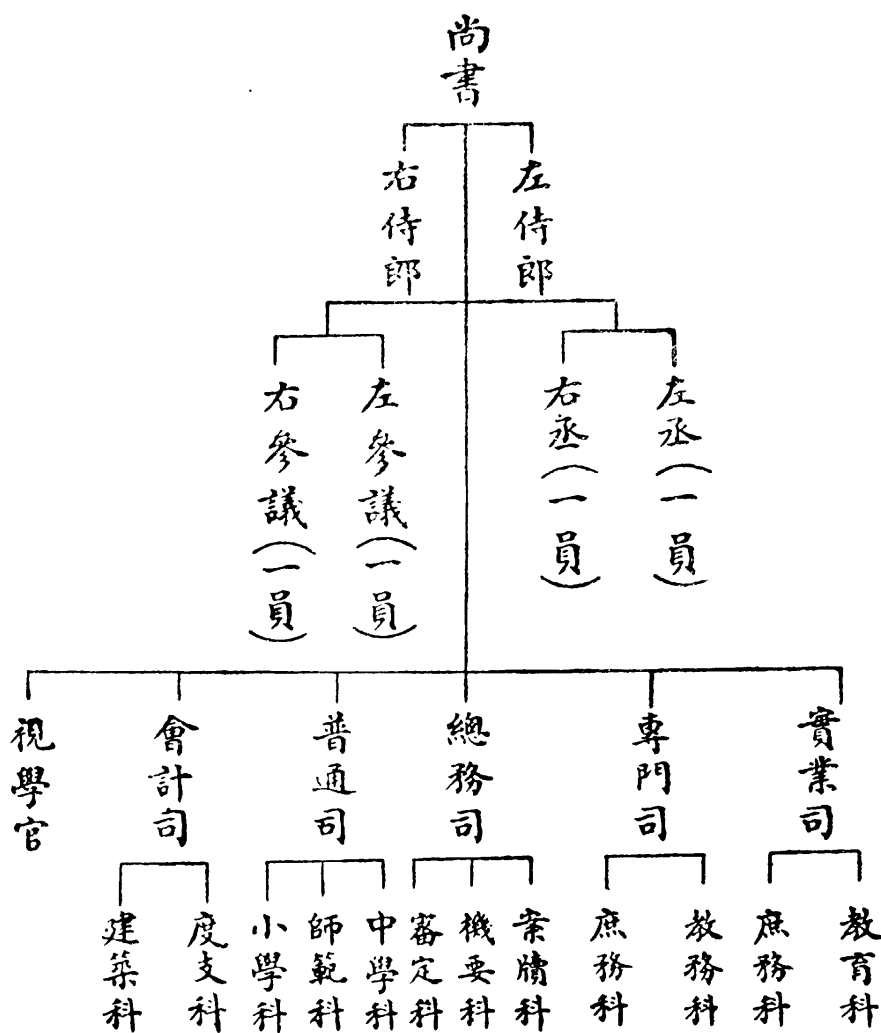 尚書
左侍郎
右侍郎
左丞(一員)
右丞(一員)
左參議(一員)
右參議(一員)
實業司
專門司
總務司
普通司
會計司
視學官
教育科
庶務科
教務科
庶務科
案牘科
機要科
審定科
中學科
師範科
小學科
度支科
建築科